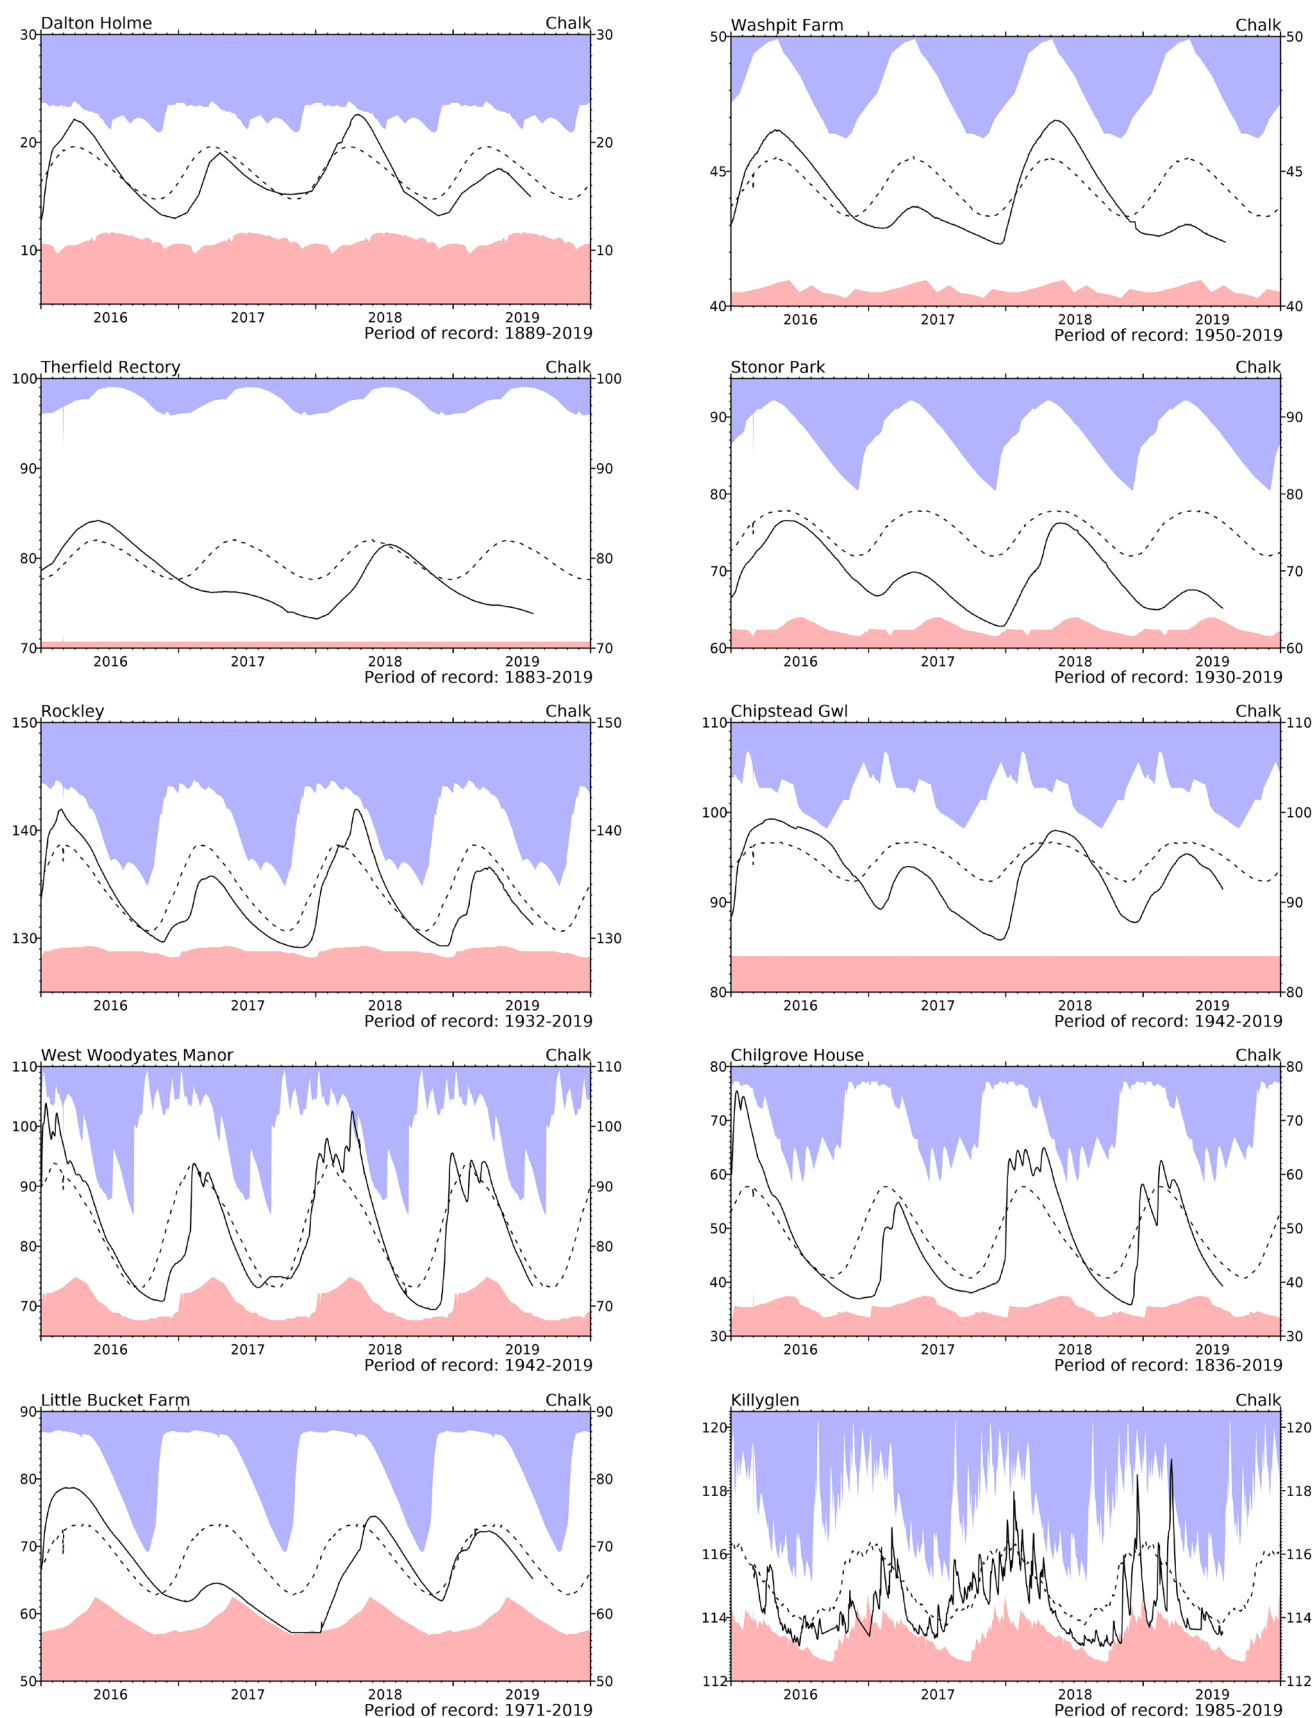 Dalton Holme Chalk
30 30
20 20
10 10
2016 2017 2018 2019
Period of record: 1889-2019
Washpit Farm Chalk
50 50
45 45
40 40
2016 2017 2018 2019
Period of record: 1950-2019
Therfield Rectory Chalk
100 100
90 90
80 80
70 70
2016 2017 2018 2019
Period of record: 1883-2019
Stonor Park Chalk
90 90
80 80
70 70
60 60
2016 2017 2018 2019
Period of record: 1930-2019
Rockley Chalk
150 150
140 140
130 130
2016 2017 2018 2019
Period of record: 1932-2019
Chipstead Gwl Chalk
110 110
100 100
90 90
80 80
2016 2017 2018 2019
Period of record: 1942-2019
West Woodyates Manor Chalk
110 110
100 100
90 90
80 80
70 70
2016 2017 2018 2019
Period of record: 1942-2019
Chilgrove House Chalk
80 80
70 70
60 60
50 50
40 40
30 30
2016 2017 2018 2019
Period of record: 1836-2019
Little Bucket Farm Chalk
90 90
80 80
70 70
60 60
50 50
2016 2017 2018 2019
Period of record: 1971-2019
Killyglen Chalk
120 120
118 118
116 116
114 114
112 112
2016 2017 2018 2019
Period of record: 1985-2019